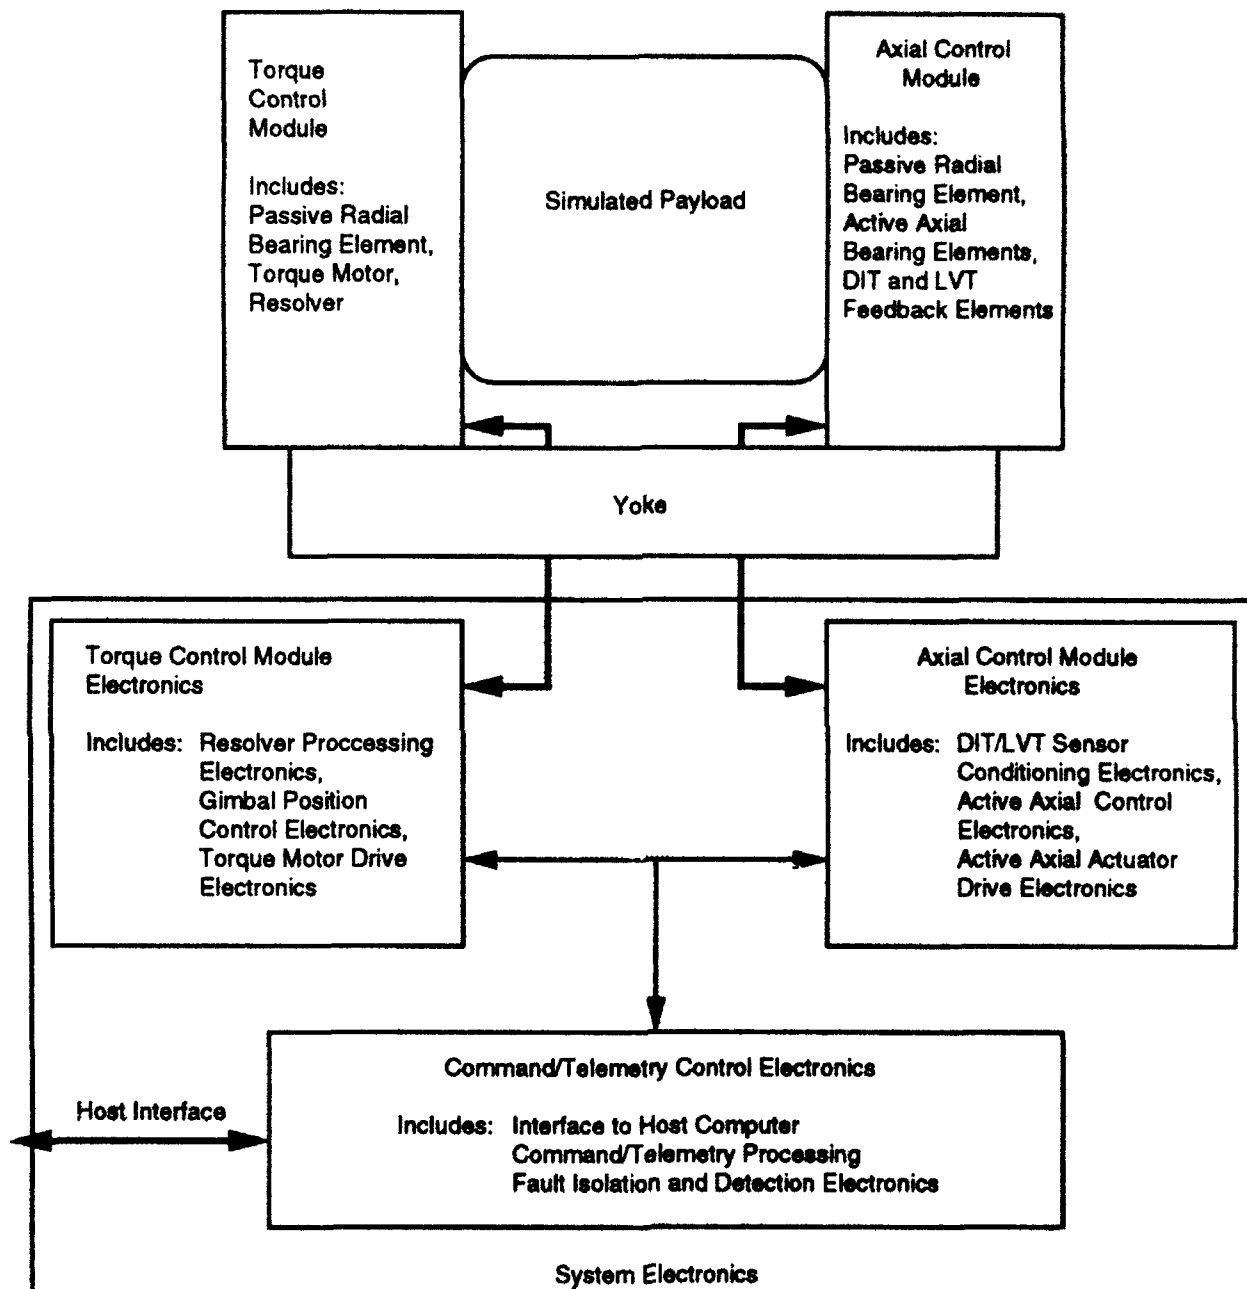 Torque
Control
Module
Includes:
Passive Radial
Bearing Element,
Torque Motor,
Resolver
Simulated Payload
Axial Control
Module
Includes:
Passive Radial
Bearing Element,
Active Axial
Bearing Elements,
DIT and LVT
Feedback Elements
Yoke
Torque Control Module
Electronics
Includes: Resolver Proccessing
Electronics,
Gimbal Position
Control Electronics,
Torque Motor Drive
Electronics
Axial Control Module
Electronics
Includes: DIT/LVT Sensor
Conditioning Electronics,
Active Axial Control
Electronics,
Active Axial Actuator
Drive Electronics
Host Interface
Command/Telemetry Control Electronics
Includes: Interface to Host Computer
Command/Telemetry Processing
Fault Isolation and Detection Electronics
System Electronics